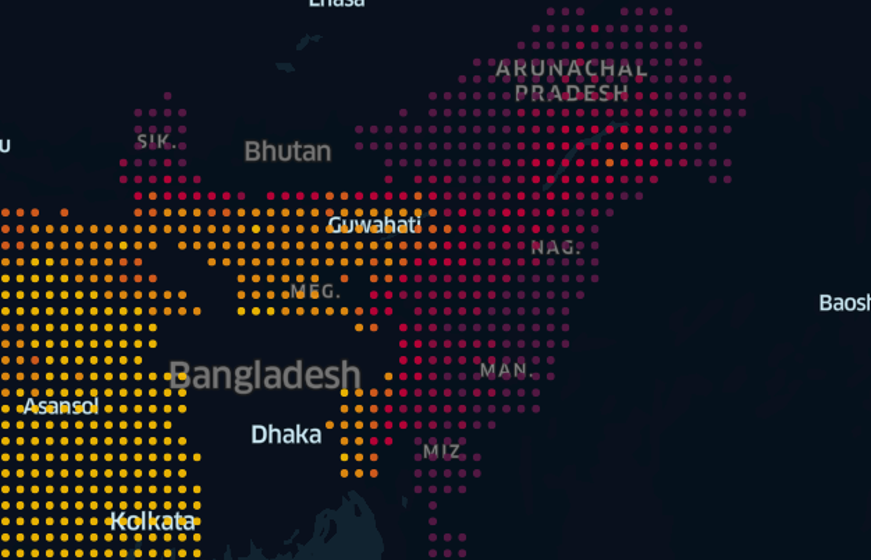 Lhasa
ARUNACHAL
PRADESH
SIK.
u
Bhutan
Guwahati
NAG.
MEG.
Baosh
MAN.
Bangladesh
Asansol
Dhaka
MIZ
Kolkata